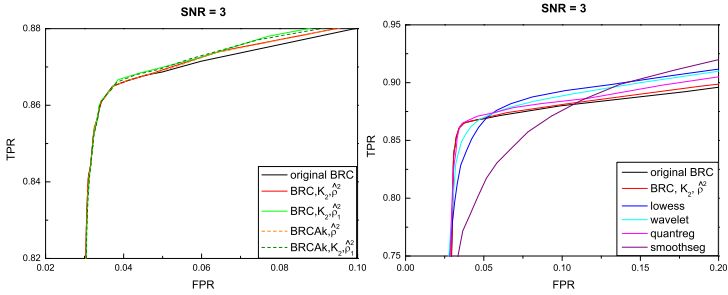 SNR = 3
0.88
0.86
0.84
0.82
TPR
0.02
0.04
0.06
0.08
0.10
FPR
original BRC
BRC,K₂,ρ̂²
BRC,K₂,ρ̂₁²
BRCAk,ρ̂²
BRCAk,K₂,ρ̂₁²
SNR = 3
0.95
0.90
0.85
0.80
0.75
TPR
0.00
0.05
0.10
0.15
0.20
FPR
original BRC
BRC, K₂, ρ̂²
lowess
wavelet
quantreg
smoothseg